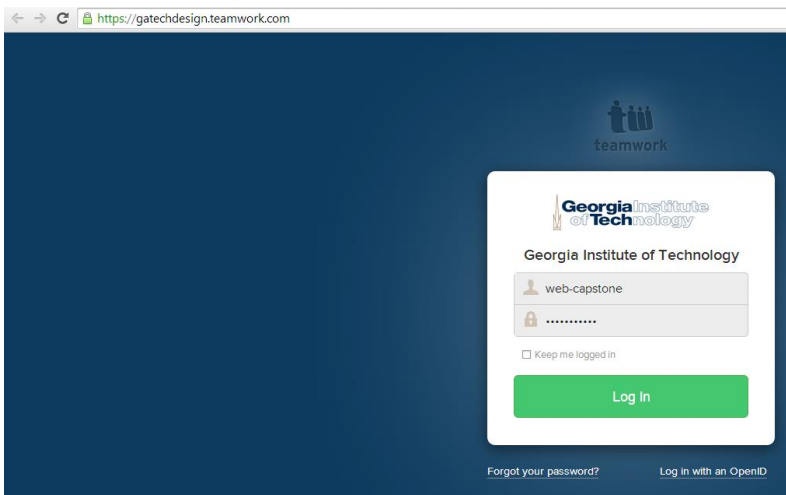 https://gatechdesign.teamwork.com
teamwork
Georgia Institute
of Technology
Georgia Institute of Technology
web-capstone
•••••••••••
Keep me logged in
Log In
Forgot your password? Log in with an OpenID